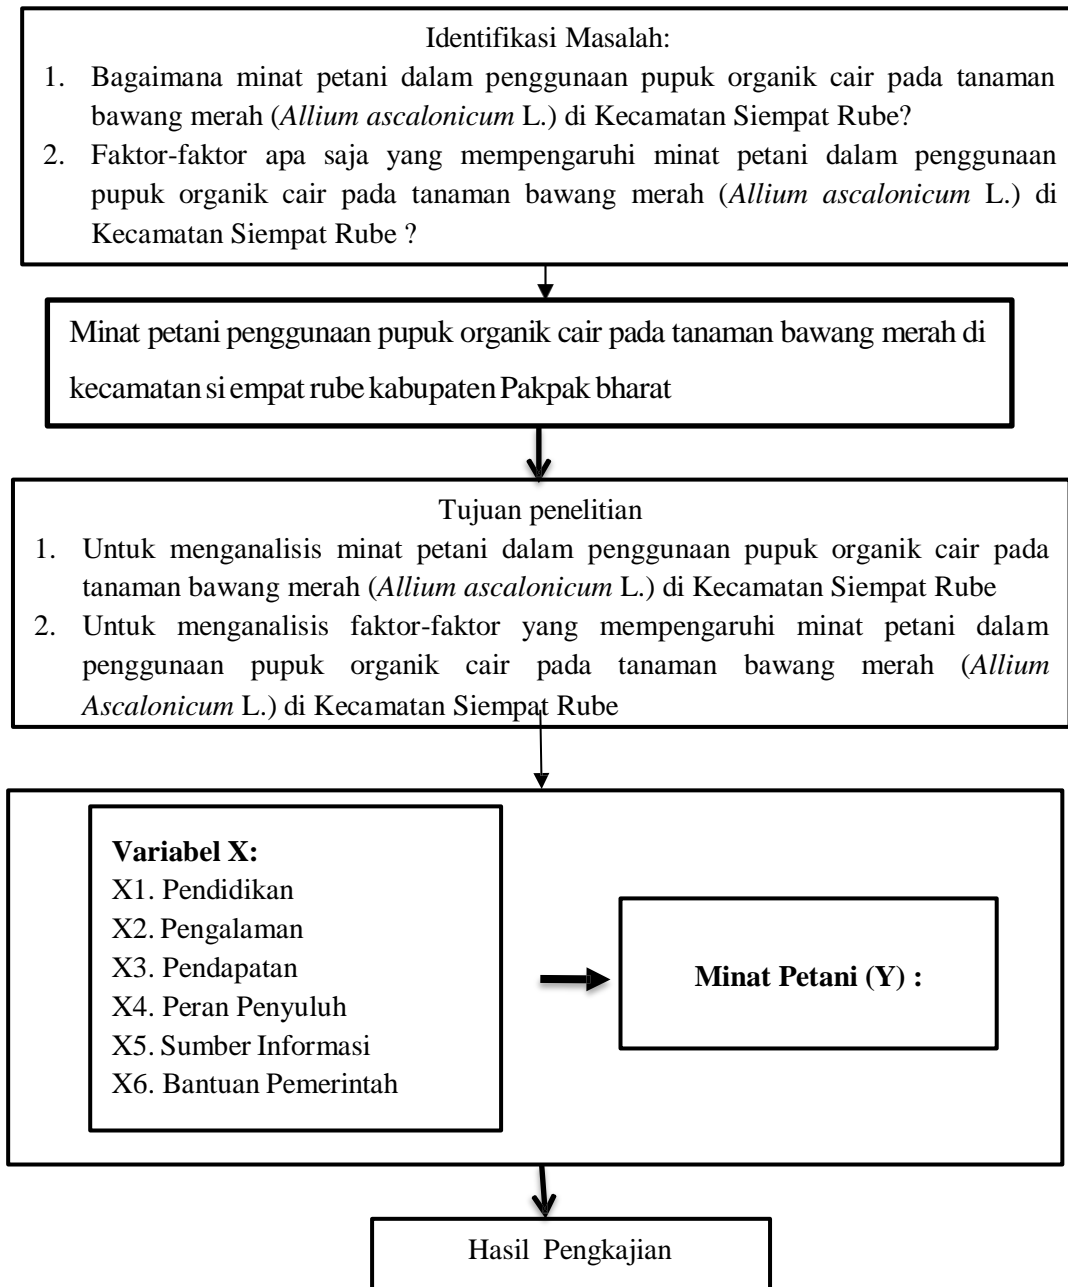 Identifikasi Masalah:
1. Bagaimana minat petani dalam penggunaan pupuk organik cair pada tanaman
bawang merah (Allium ascalonicum L.) di Kecamatan Siempat Rube?
2. Faktor-faktor apa saja yang mempengaruhi minat petani dalam penggunaan
pupuk organik cair pada tanaman bawang merah (Allium ascalonicum L.) di
Kecamatan Siempat Rube ?
Minat petani penggunaan pupuk organik cair pada tanaman bawang merah di
kecamatan si empat rube kabupaten Pakpak bharat
Tujuan penelitian
1. Untuk menganalisis minat petani dalam penggunaan pupuk organik cair pada
tanaman bawang merah (Allium ascalonicum L.) di Kecamatan Siempat Rube
2. Untuk menganalisis faktor-faktor yang mempengaruhi minat petani dalam
penggunaan pupuk organik cair pada tanaman bawang merah (Allium
Ascalonicum L.) di Kecamatan Siempat Rube
Variabel X:
X1. Pendidikan
X2. Pengalaman
X3. Pendapatan
X4. Peran Penyuluh
X5. Sumber Informasi
X6. Bantuan Pemerintah
Minat Petani (Y) :
Hasil Pengkajian